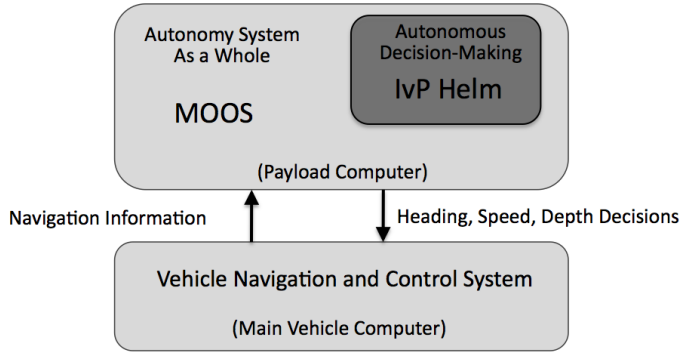 Autonomy System
As a Whole
MOOS
Autonomous
Decision-Making
IvP Helm
(Payload Computer)
Navigation Information
Heading, Speed, Depth Decisions
Vehicle Navigation and Control System
(Main Vehicle Computer)